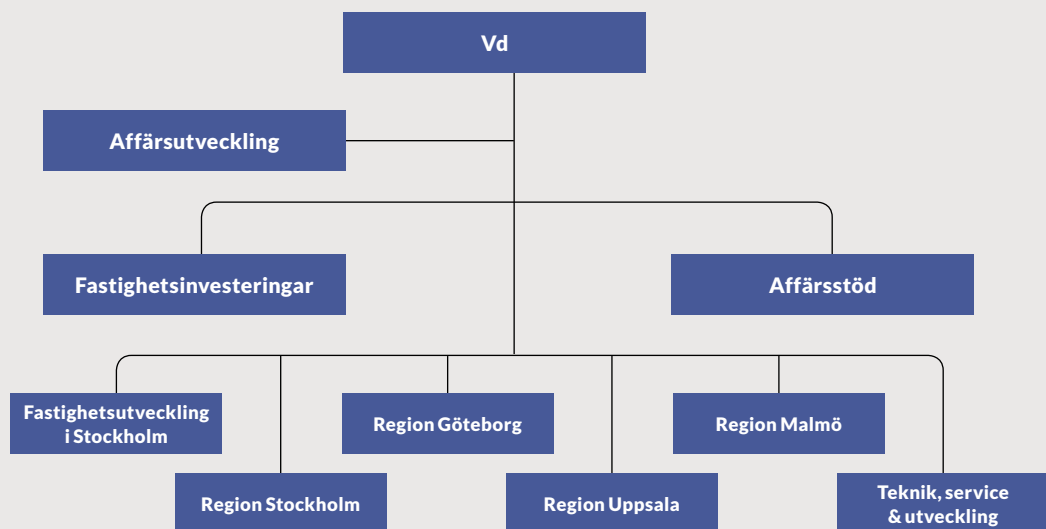 Vd
Affärsutveckling
Fastighetsinvesteringar
Affärsstöd
Fastighetsutveckling
i Stockholm
Region Göteborg
Region Malmö
Region Stockholm
Region Uppsala
Teknik, service
& utveckling